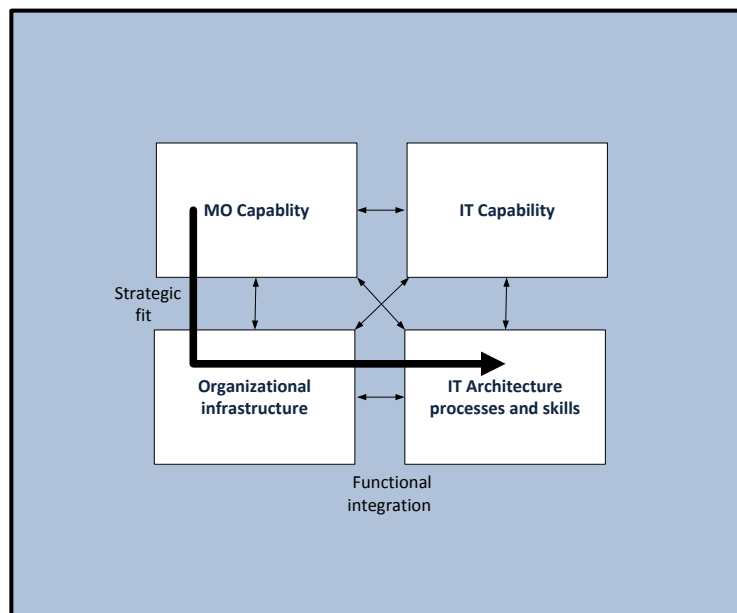 MO Capablity
IT Capability
Strategic
fit
Organizational
infrastructure
IT Architecture
processes and skills
Functional
integration